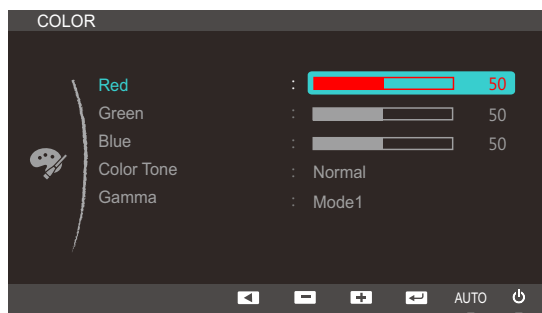 COLOR
Red : 50
Green : 50
Blue : 50
Color Tone : Normal
Gamma : Mode1
AUTO